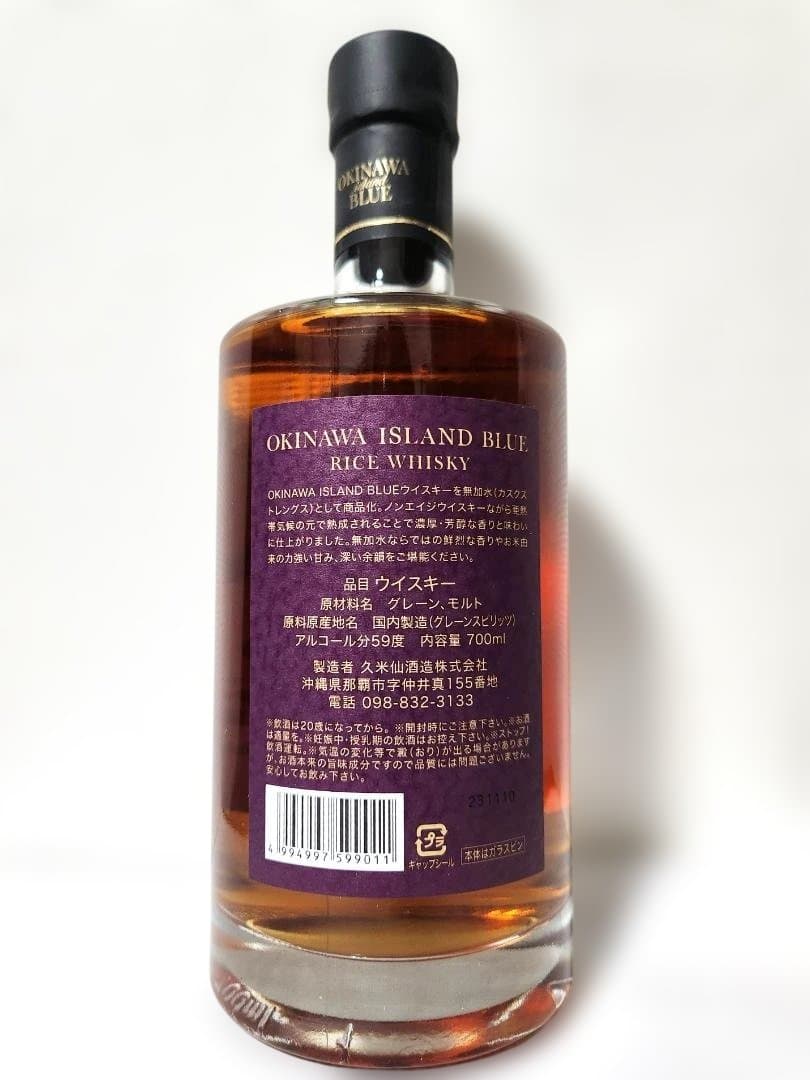 OKINAWA
island
BLUE
OKINAWA ISLAND BLUE
RICE WHISKY
OKINAWA ISLAND BLUEウイスキーを無加水(カスクス
トレングス)として商品化。ノンエイジウイスキーながら亜熱
帯気候の元で熟成されることで濃厚・芳醇な香りと味わい
に仕上がりました。無加水ならではの鮮烈な香りやお米由
来の力強い甘み、深い余韻をご堪能ください。
品目 ウイスキー
原材料名 グレーン、モルト
原料原産地名 国内製造(グレーンスピリッツ)
アルコール分59度 内容量 700ml
製造者 久米仙酒造株式会社
沖縄県那覇市字仲井真155番地
電話 098-832-3133
※飲酒は20歳になってから。※開封時にご注意下さい。※お酒
は適量を。※妊娠中・授乳期の飲酒はお控え下さい。※ストップ!
飲酒運転。※気温の変化等で澱(おり)が出る場合があります
が、お酒本来の旨味成分ですので品質には問題ございません。
安心してお飲み下さい。
231110
4 994997 599011
プラ
キャップシール
本体はガラスビン